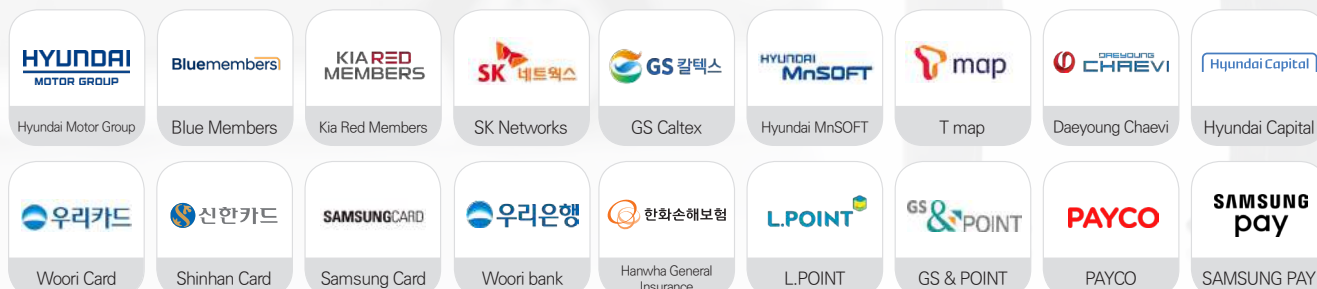 HYUNDAI
MOTOR GROUP
Hyundai Motor Group
Bluemembers
Blue Members
KIA RED
MEMBERS
Kia Red Members
SK 네트웍스
SK Networks
GS 칼텍스
GS Caltex
HYUNDAI
MnSOFT
Hyundai MnSOFT
T map
T map
DAEYOUNG
CHAEVI
Daeyoung Chaevi
Hyundai Capital
Hyundai Capital
우리카드
Woori Card
신한카드
Shinhan Card
SAMSUNG CARD
Samsung Card
우리은행
Woori bank
한화손해보험
Hanwha General
Insurance
L.POINT
L.POINT
GS & POINT
GS & POINT
PAYCO
PAYCO
SAMSUNG
pay
SAMSUNG PAY